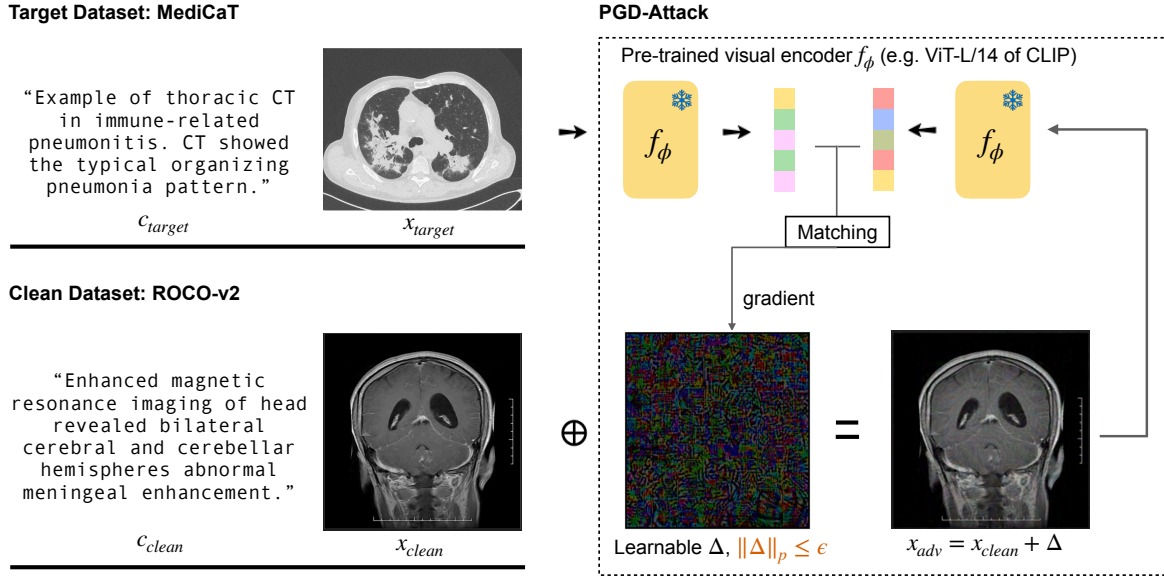 Target Dataset: MediCaT
“Example of thoracic CT
in immune-related
pneumonitis. CT showed
the typical organizing
pneumonia pattern.”
c_target
x_target
Clean Dataset: ROCO-v2
“Enhanced magnetic
resonance imaging of head
revealed bilateral
cerebral and cerebellar
hemispheres abnormal
meningeal enhancement.”
c_clean
x_clean
⊕
PGD-Attack
Pre-trained visual encoder f_ϕ (e.g. ViT-L/14 of CLIP)
f_ϕ
f_ϕ
Matching
gradient
=
Learnable Δ, ‖Δ‖_p ≤ ϵ
x_adv = x_clean + Δ